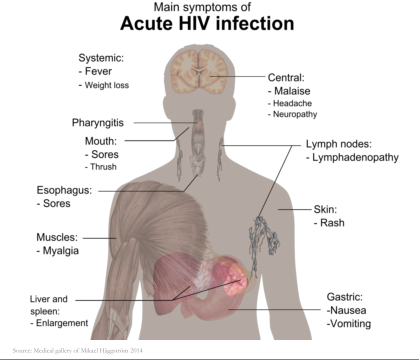 Main symptoms of
Acute HIV infection
Systemic:
- Fever
- Weight loss
Central:
- Malaise
- Headache
- Neuropathy
Pharyngitis
Mouth:
- Sores
- Thrush
Lymph nodes:
- Lymphadenopathy
Esophagus:
- Sores
Skin:
- Rash
Muscles:
- Myalgia
Liver and
spleen:
- Enlargement
Gastric:
-Nausea
-Vomiting
Source: Medical gallery of Mikael Häggström 2014